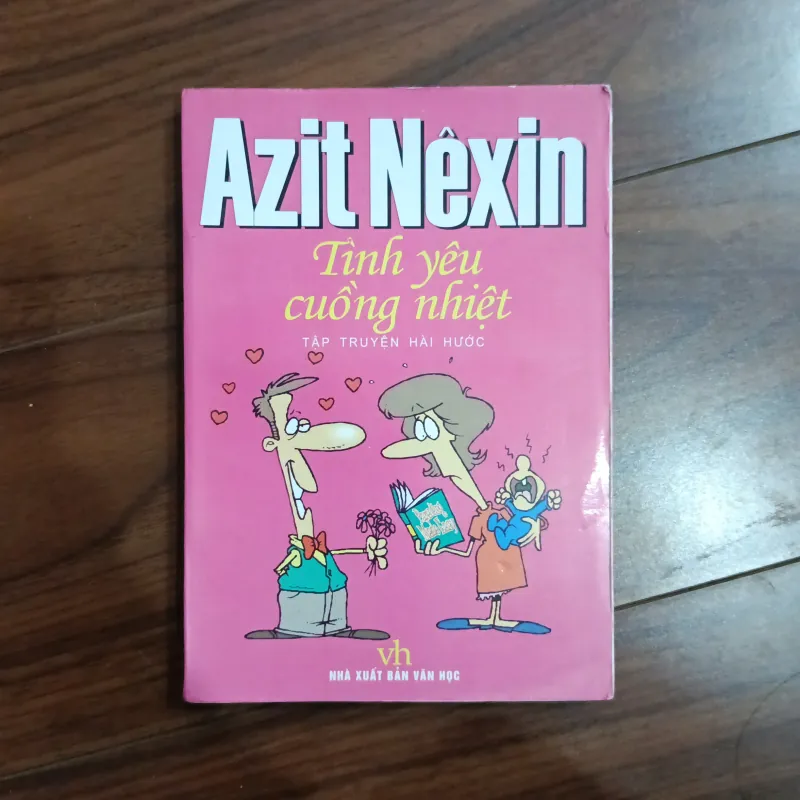 Azit Nêxin
Tình yêu
cuồng nhiệt
TẬP TRUYỆN HÀI HƯỚC
vh
NHÀ XUẤT BẢN VĂN HỌC